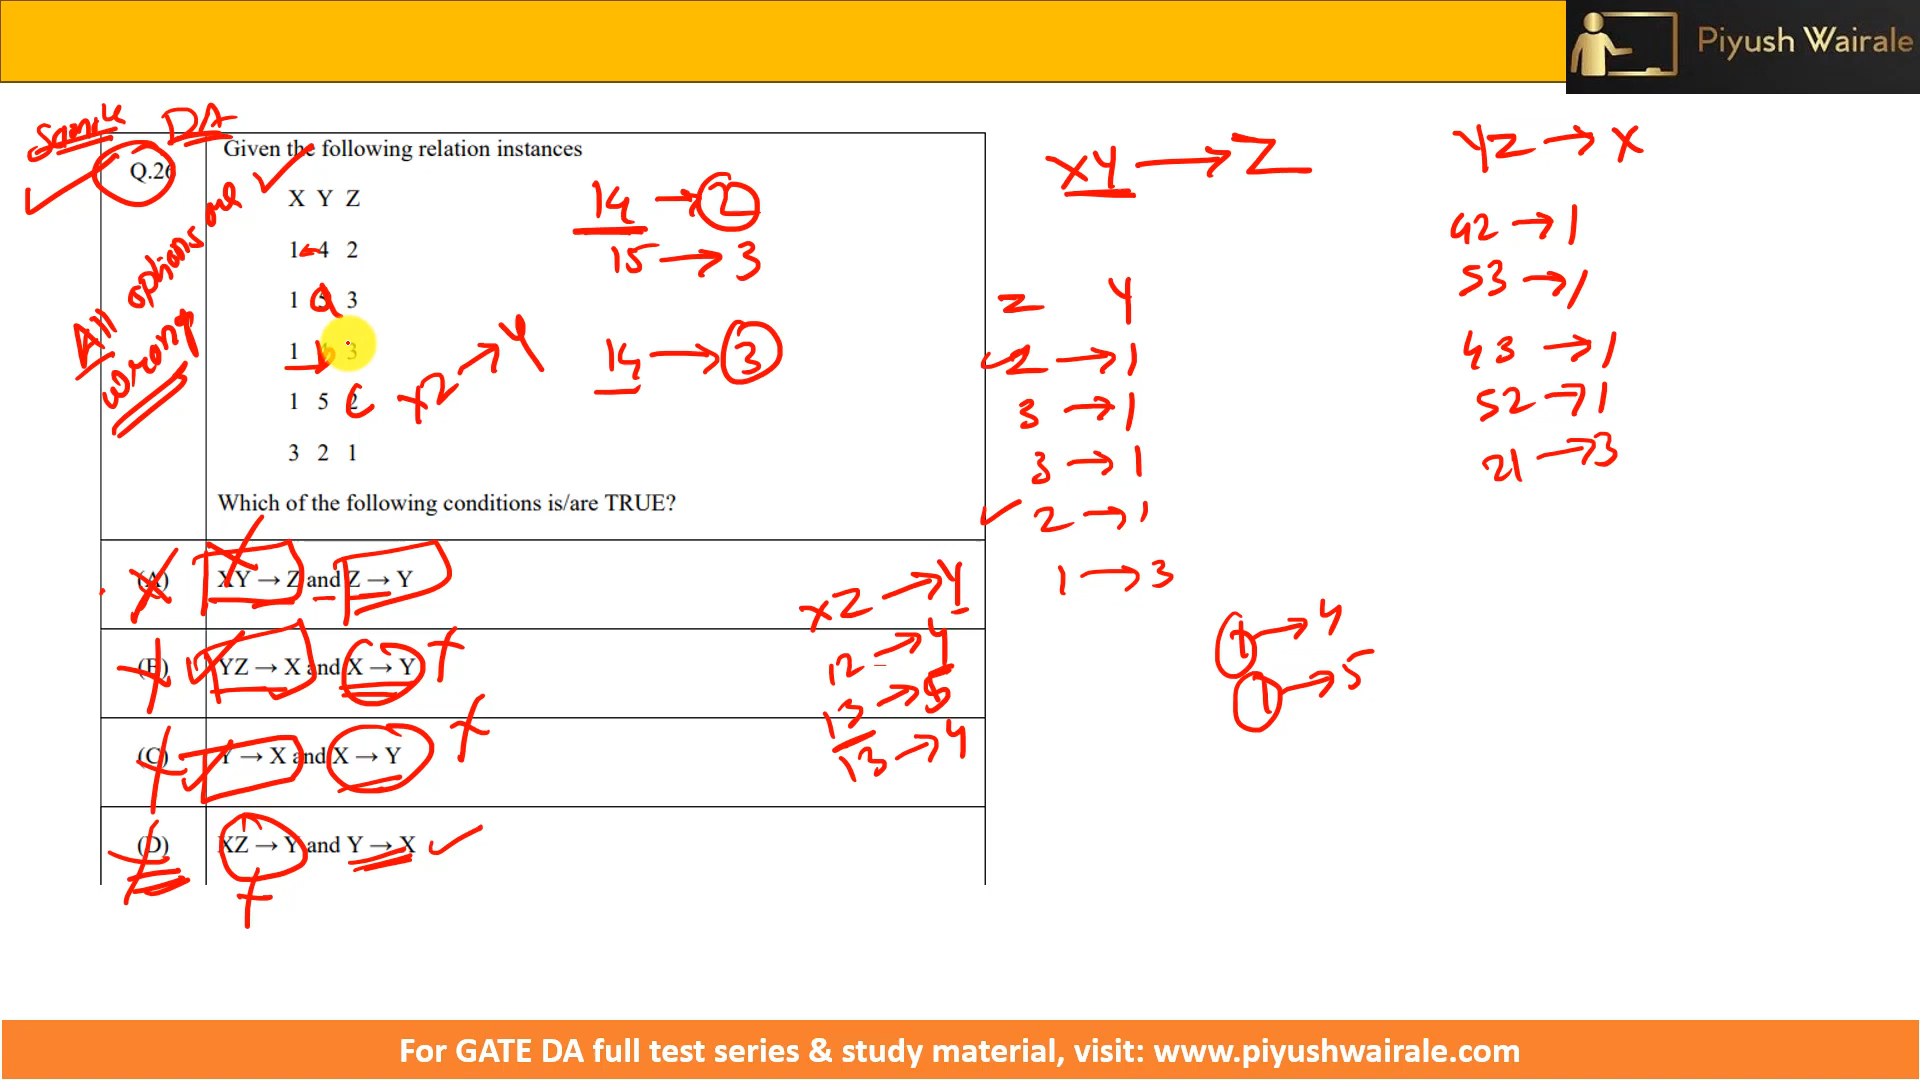 Piyush Wairale
Sample DA
Q.26
Given the following relation instances
X Y Z
1 4 2
1 5 3
1 4 3
1 5 2
3 2 1
Which of the following conditions is/are TRUE?
(A) XY → Z and Z → Y
(B) YZ → X and X → Y
(C) Y → X and X → Y
(D) XZ → Y and Y → X
All options are wrong
a
b
c
XZ → Y
14 → 2
15 → 3
14 → 3
XY → Z
Z Y
2 → 1
3 → 1
3 → 1
2 → 1
1 → 3
XZ → Y
12 → 4
13 → 5
13 → 4
1 → 4
1 → 5
YZ → X
42 → 1
53 → 1
43 → 1
52 → 1
21 → 3
For GATE DA full test series & study material, visit: www.piyushwairale.com